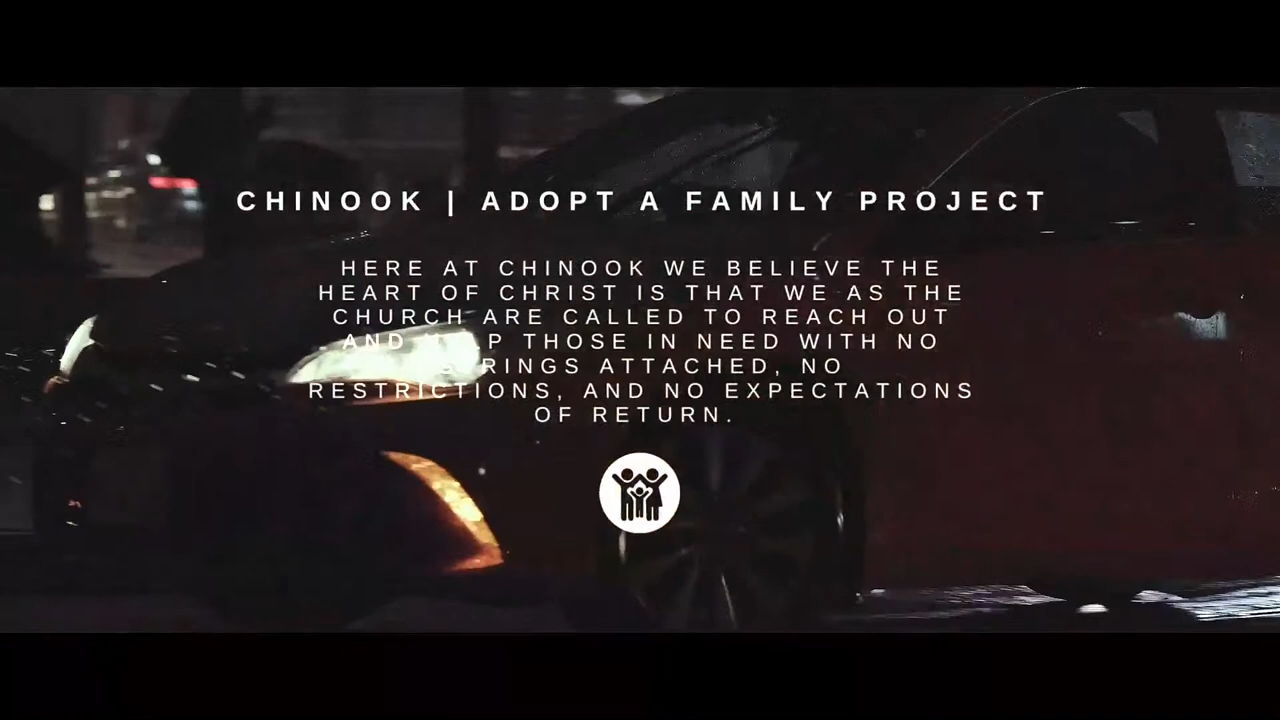 CHINOOK | ADOPT A FAMILY PROJECT
HERE AT CHINOOK WE BELIEVE THE
HEART OF CHRIST IS THAT WE AS THE
CHURCH ARE CALLED TO REACH OUT
AND HELP THOSE IN NEED WITH NO
STRINGS ATTACHED, NO
RESTRICTIONS, AND NO EXPECTATIONS
OF RETURN.